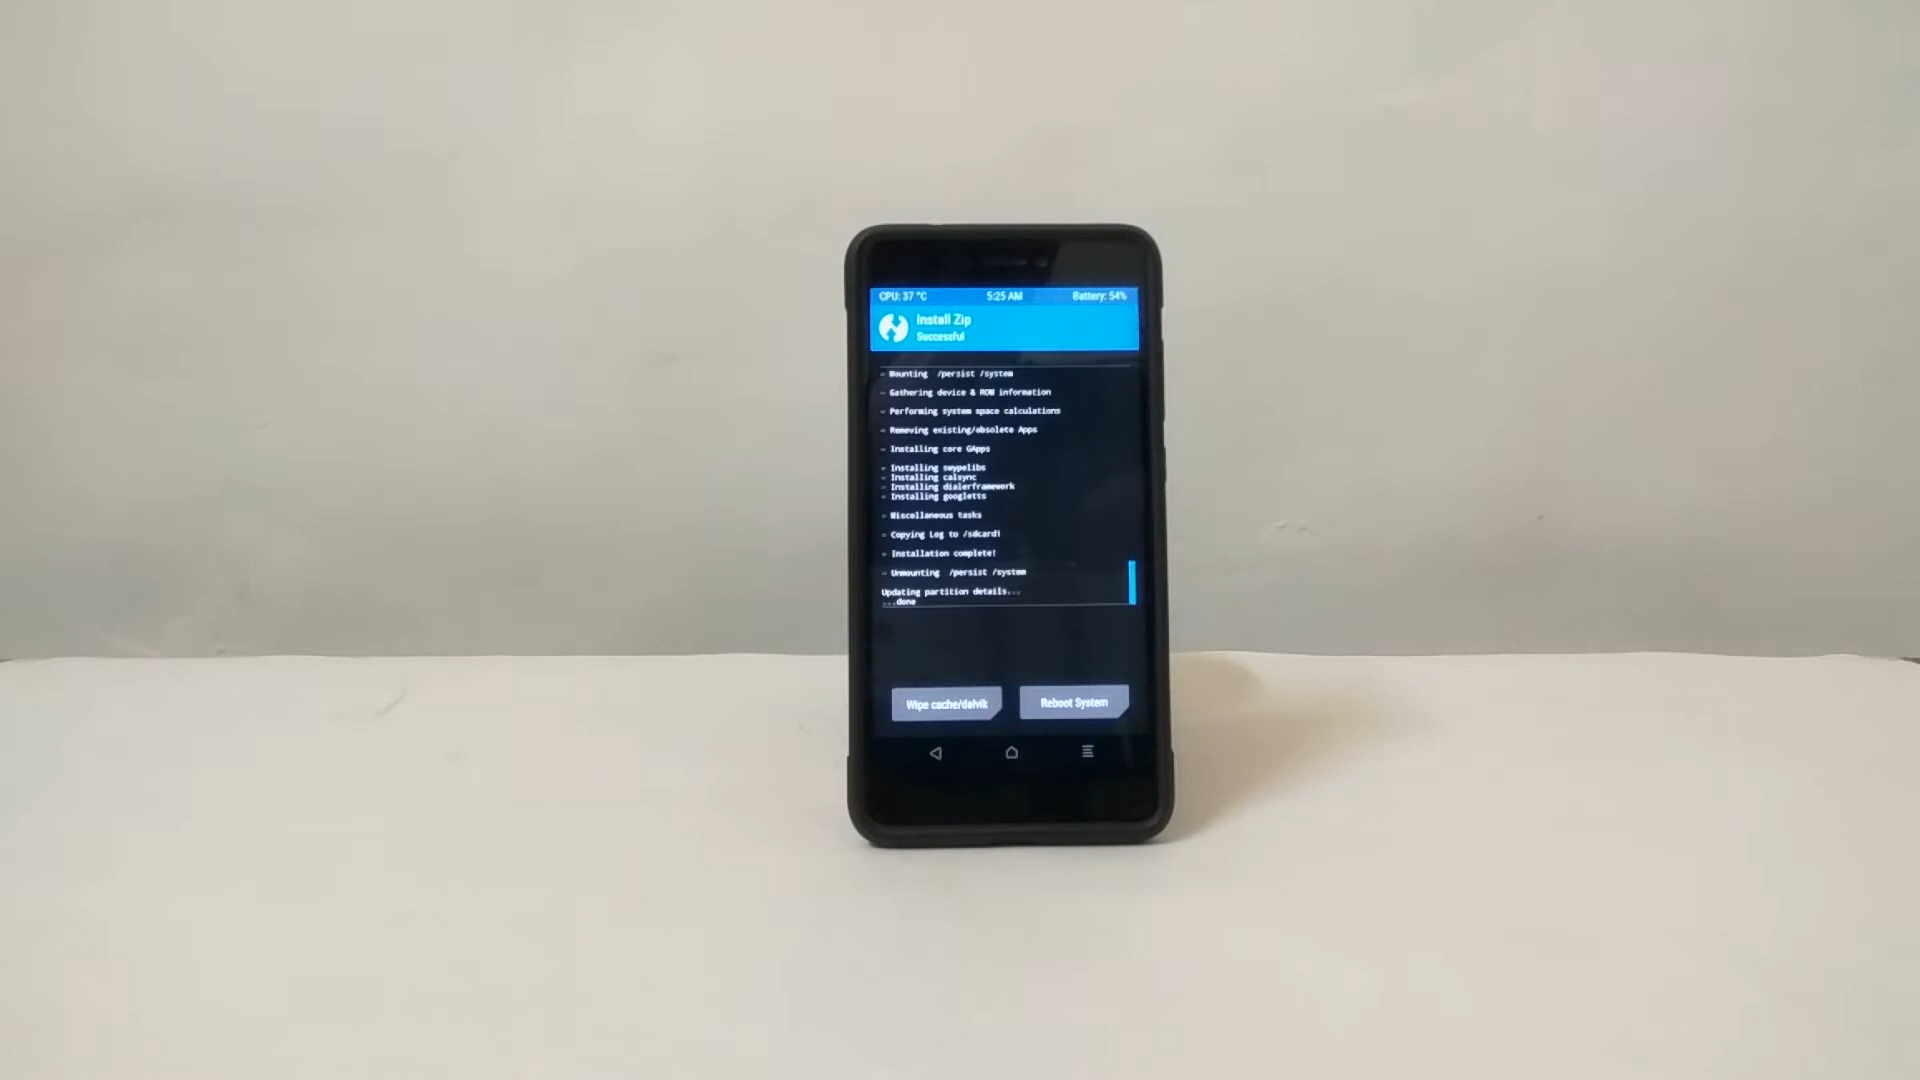 CPU: 37 °C 5:25 AM Battery: 54%
Install Zip
Successful
- Mounting /persist /system
- Gathering device & ROM information
- Performing system space calculations
- Removing existing/obsolete Apps
- Installing core GApps
- Installing swypelibs
- Installing calsync
- Installing dialerframework
- Installing googletts
- Miscellaneous tasks
- Copying Log to /sdcard!
- Installation complete!
- Unmounting /persist /system
Updating partition details...
...done
Wipe cache/dalvik Reboot System